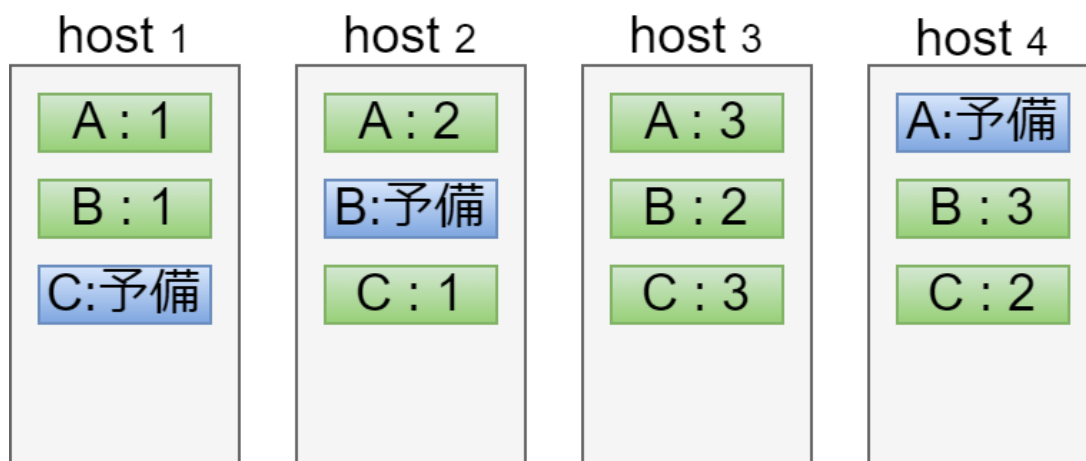 host 1
host 2
host 3
host 4
A : 1
A : 2
A : 3
A:予備
B : 1
B:予備
B : 2
B : 3
C:予備
C : 1
C : 3
C : 2